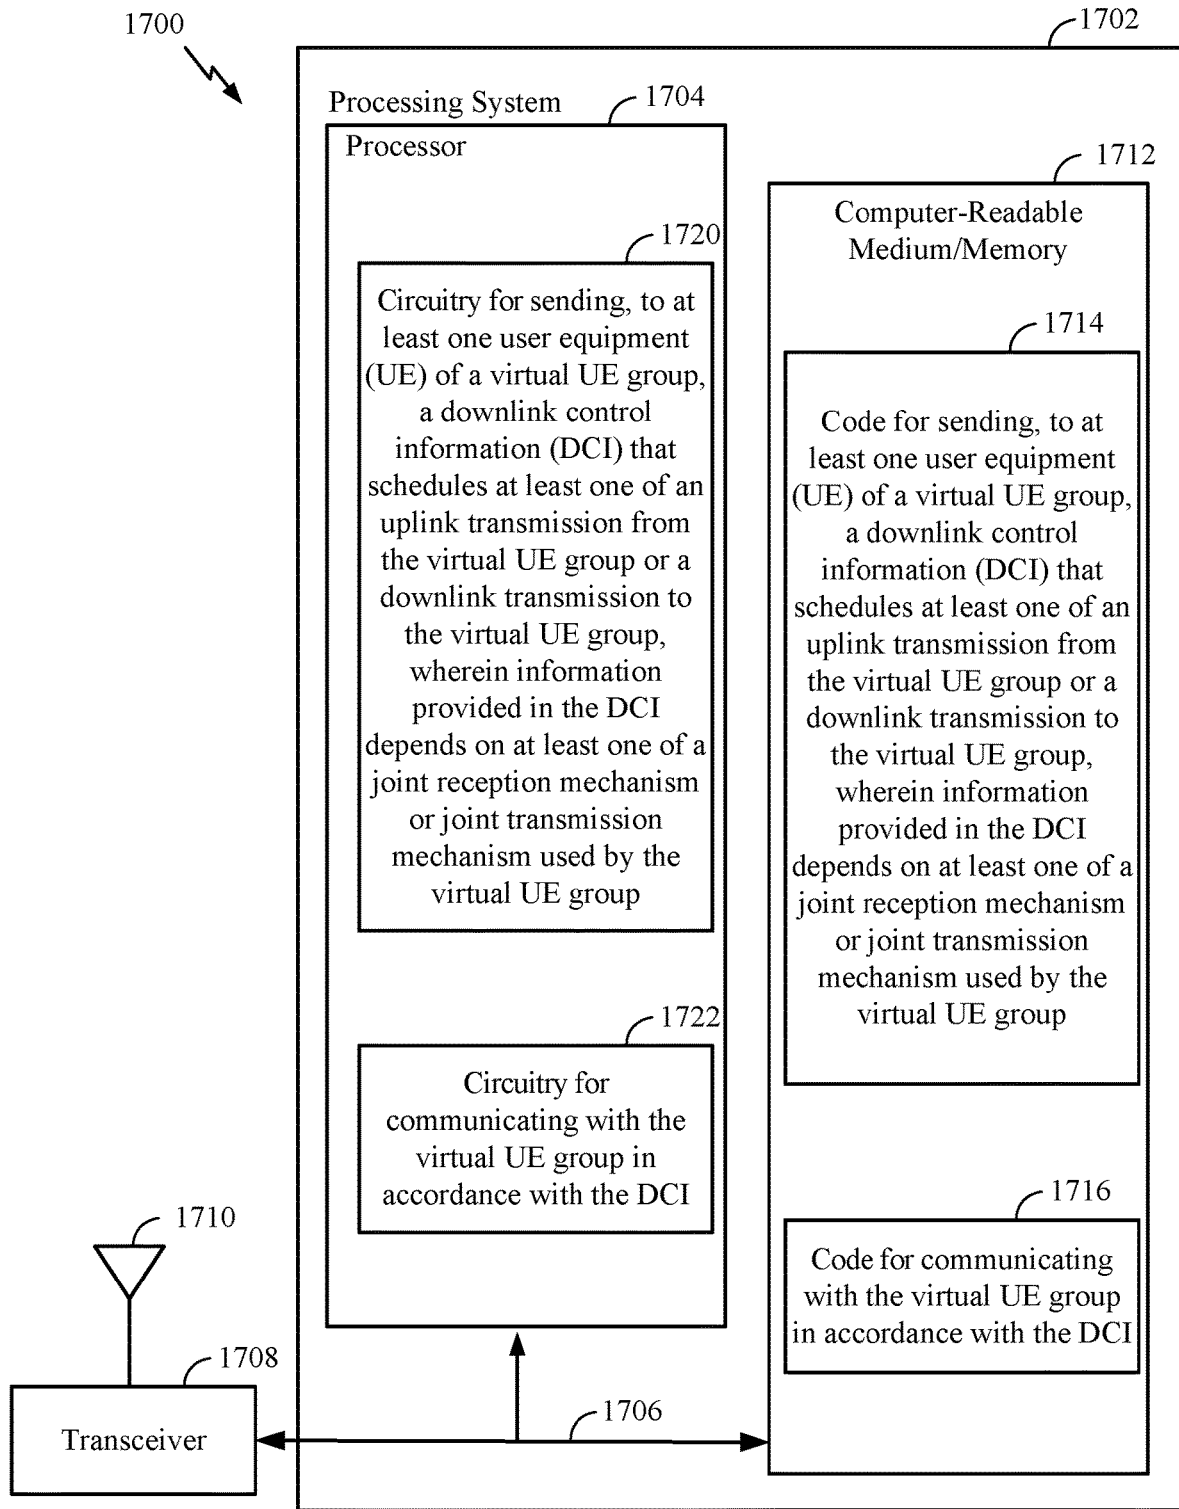 1700
1702
Processing System
1704
Processor
1712
Computer-Readable
Medium/Memory
1720
Circuitry for sending, to at
least one user equipment
(UE) of a virtual UE group,
a downlink control
information (DCI) that
schedules at least one of an
uplink transmission from
the virtual UE group or a
downlink transmission to
the virtual UE group,
wherein information
provided in the DCI
depends on at least one of a
joint reception mechanism
or joint transmission
mechanism used by the
virtual UE group
1714
Code for sending, to at
least one user equipment
(UE) of a virtual UE group,
a downlink control
information (DCI) that
schedules at least one of an
uplink transmission from
the virtual UE group or a
downlink transmission to
the virtual UE group,
wherein information
provided in the DCI
depends on at least one of a
joint reception mechanism
or joint transmission
mechanism used by the
virtual UE group
1722
Circuitry for
communicating with the
virtual UE group in
accordance with the DCI
1716
Code for communicating
with the virtual UE group
in accordance with the DCI
1710
1708
Transceiver
1706